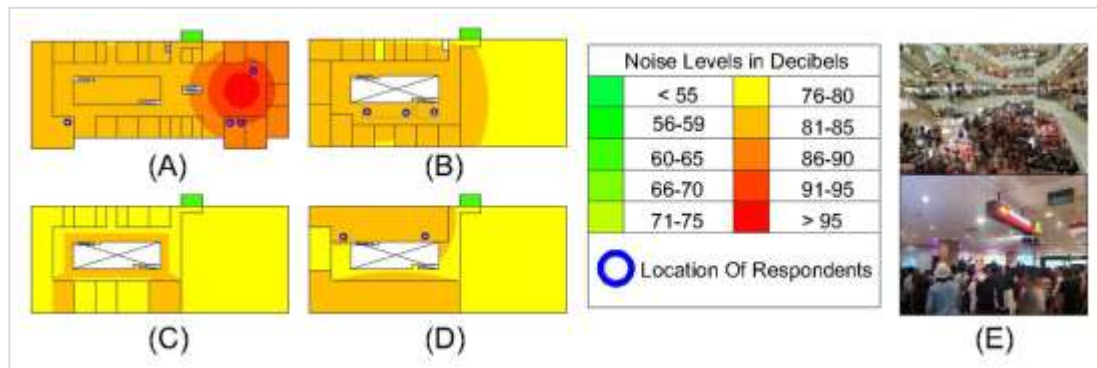 (A)
(B)
(C)
(D)
Noise Levels in Decibels
< 55 76-80
56-59 81-85
60-65 86-90
66-70 91-95
71-75 > 95
Location Of Respondents
(E)